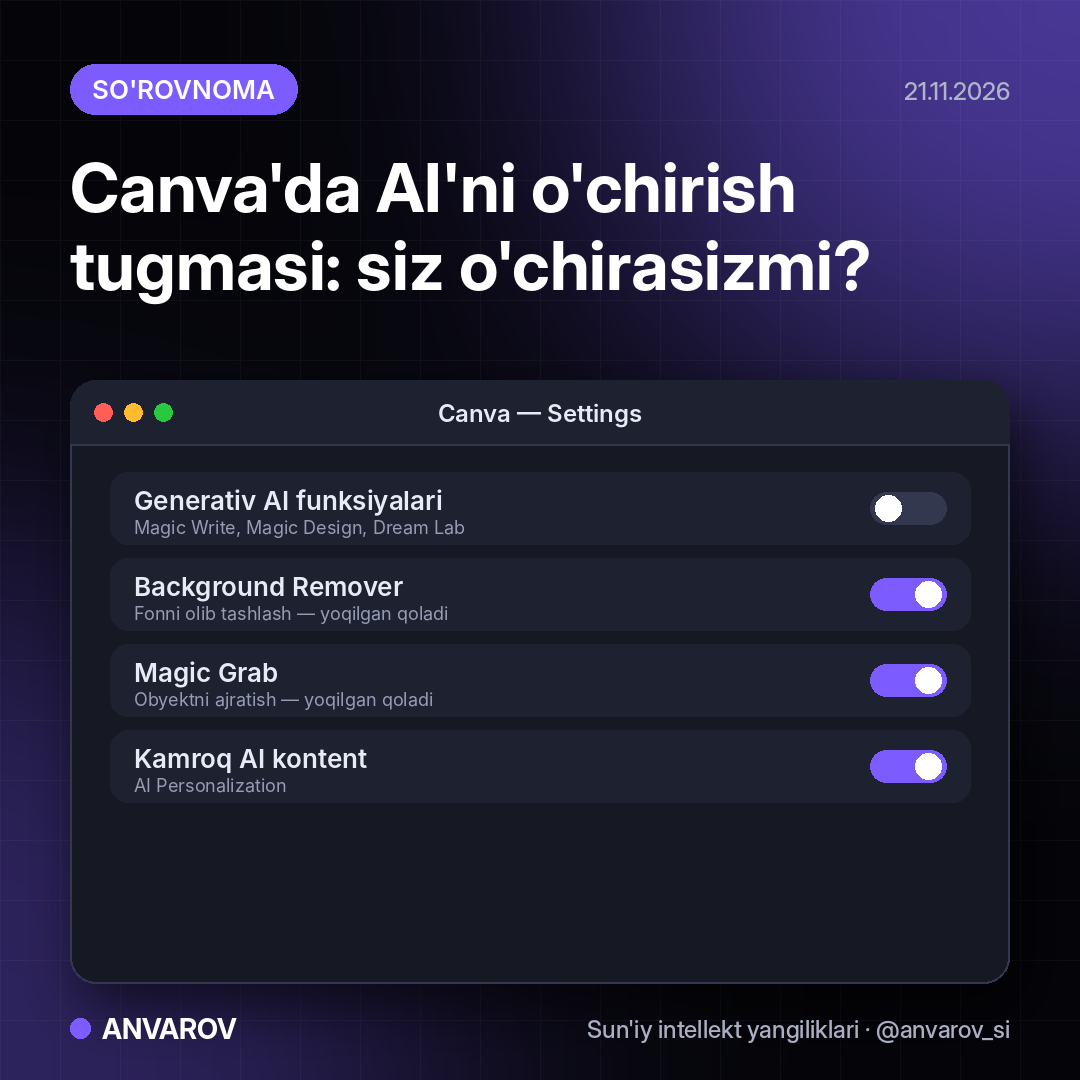 SO'ROVNOMA
21.11.2026
Canva'da AI'ni o'chirish
tugmasi: siz o'chirasizmi?
Canva — Settings
Generativ AI funksiyalari
Magic Write, Magic Design, Dream Lab
Background Remover
Fonni olib tashlash — yoqilgan qoladi
Magic Grab
Obyektni ajratish — yoqilgan qoladi
Kamroq AI kontent
AI Personalization
ANVAROV
Sun'iy intellekt yangiliklari · @anvarov_si